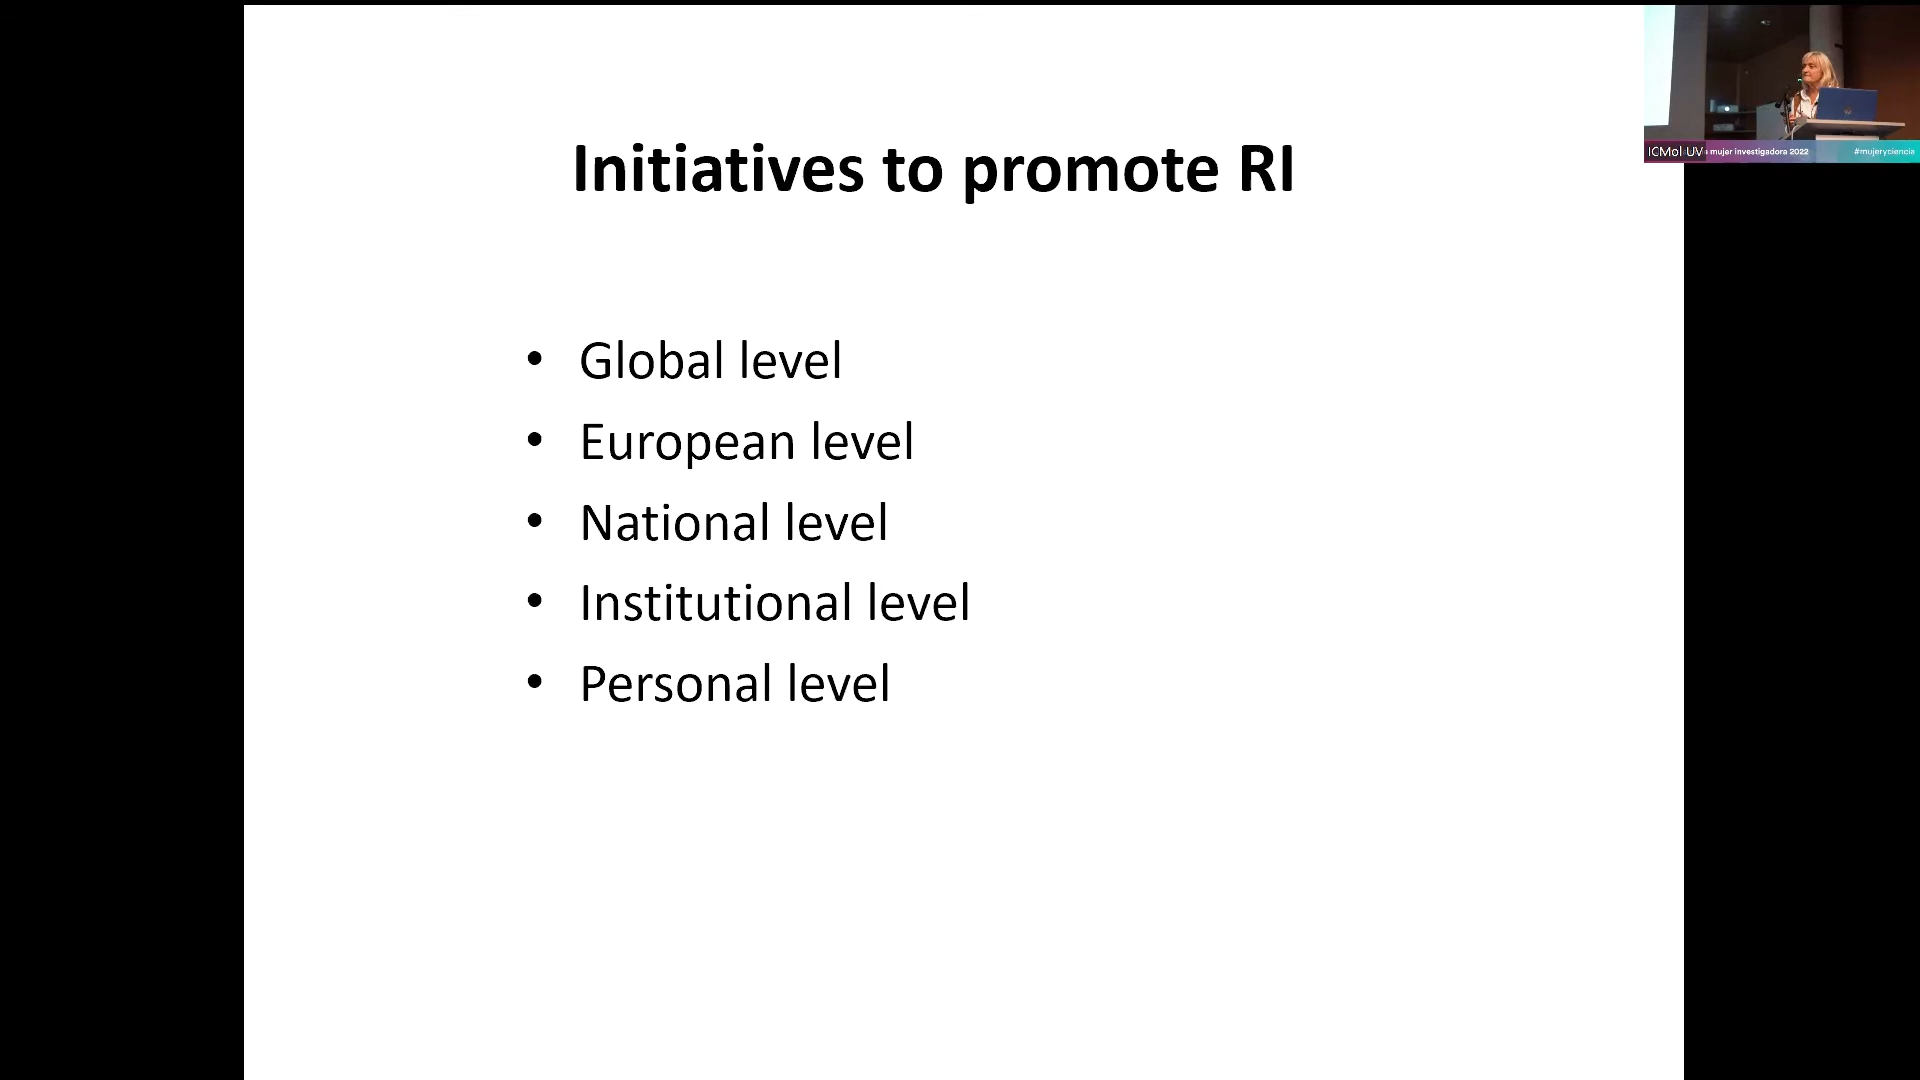 Initiatives to promote RI
• Global level
• European level
• National level
• Institutional level
• Personal level
ICMol UV
mujer investigadora 2022
#mujeryciencia